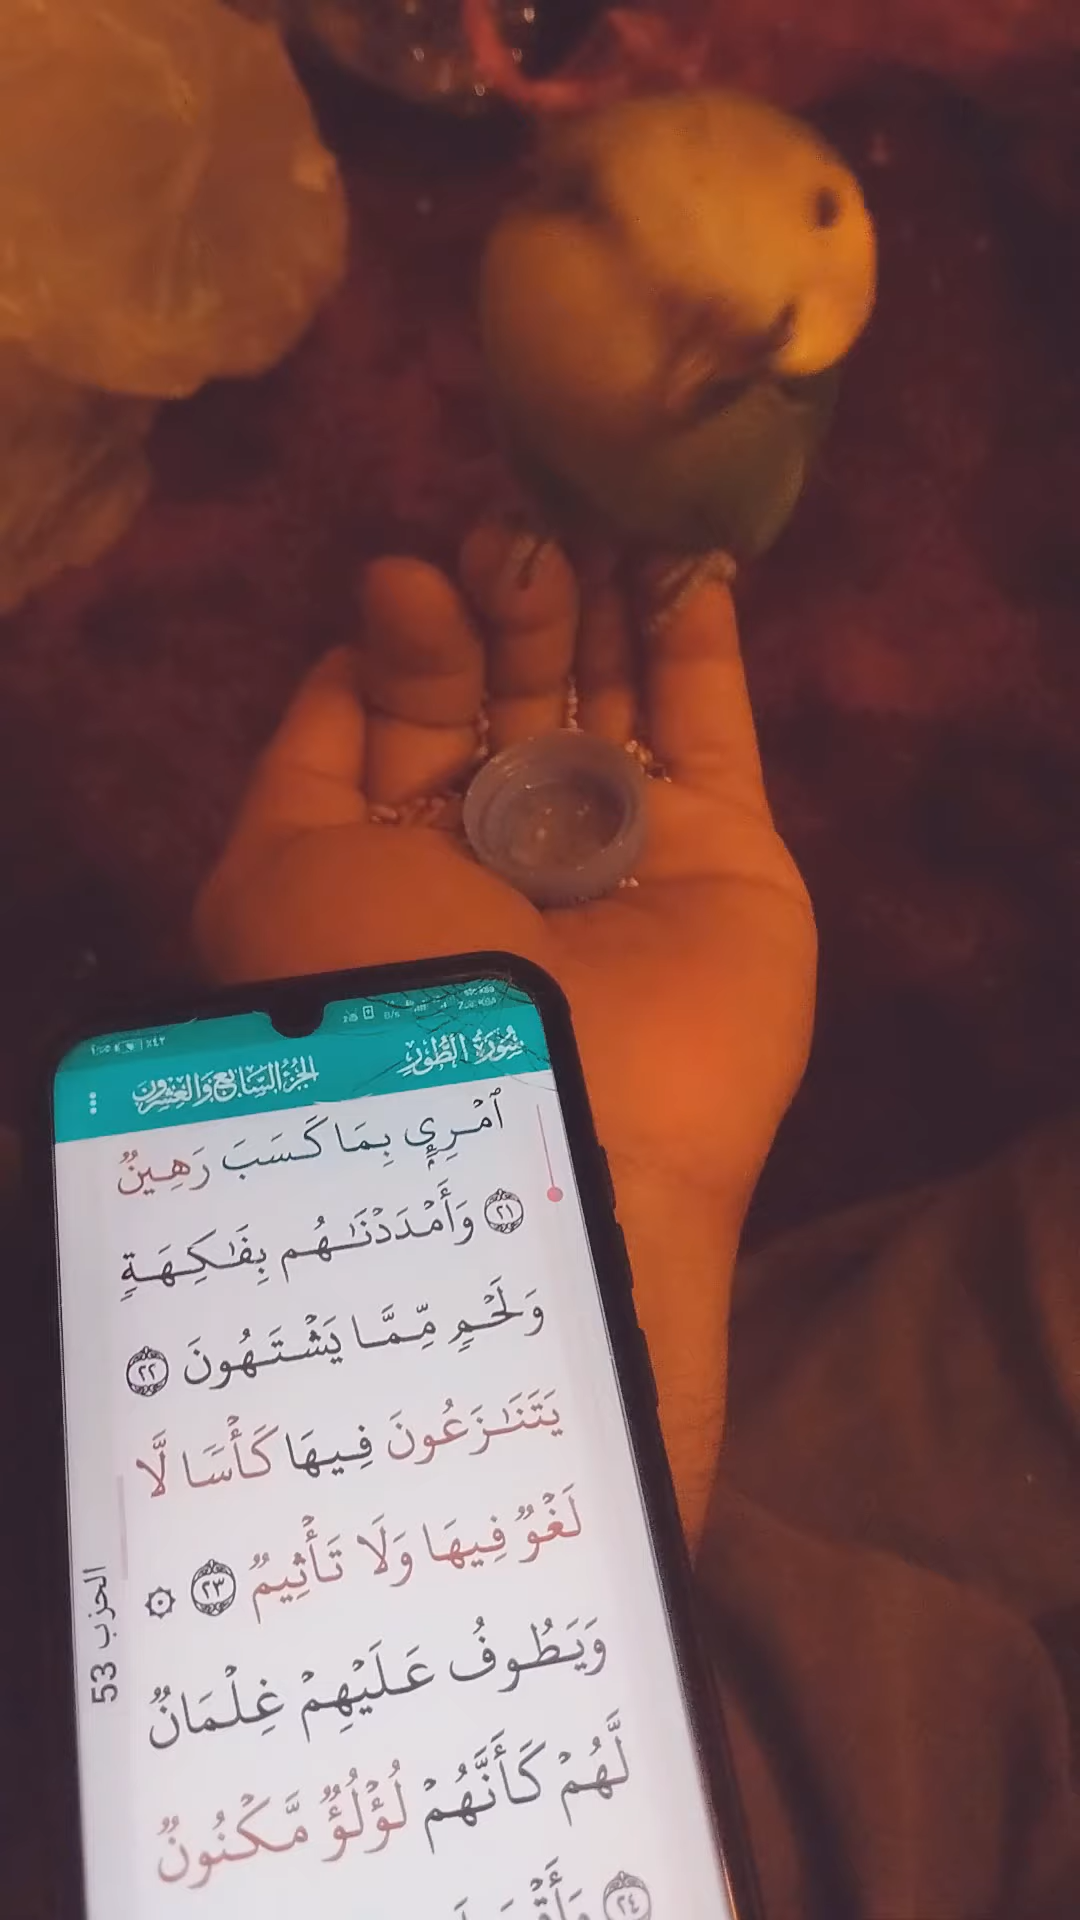 سُورَةُ الطُّورِ
الجُزْءُ السَّابِعُ وَالْعِشْرُونَ
ٱمْرِيِٕۭ بِمَا كَسَبَ رَهِينٌ
٢١ وَأَمْدَدْنَـٰهُم بِفَـٰكِهَةٍ
وَلَحْمٍ مِّمَّا يَشْتَهُونَ ٢٢
يَتَنَـٰزَعُونَ فِيهَا كَأْسًا لَّا
لَغْوٌ فِيهَا وَلَا تَأْثِيمٌ ٢٣ ۞
وَيَطُوفُ عَلَيْهِمْ غِلْمَانٌ
لَّهُمْ كَأَنَّهُمْ لُؤْلُؤٌ مَّكْنُونٌ
٢٤
الحزب 53